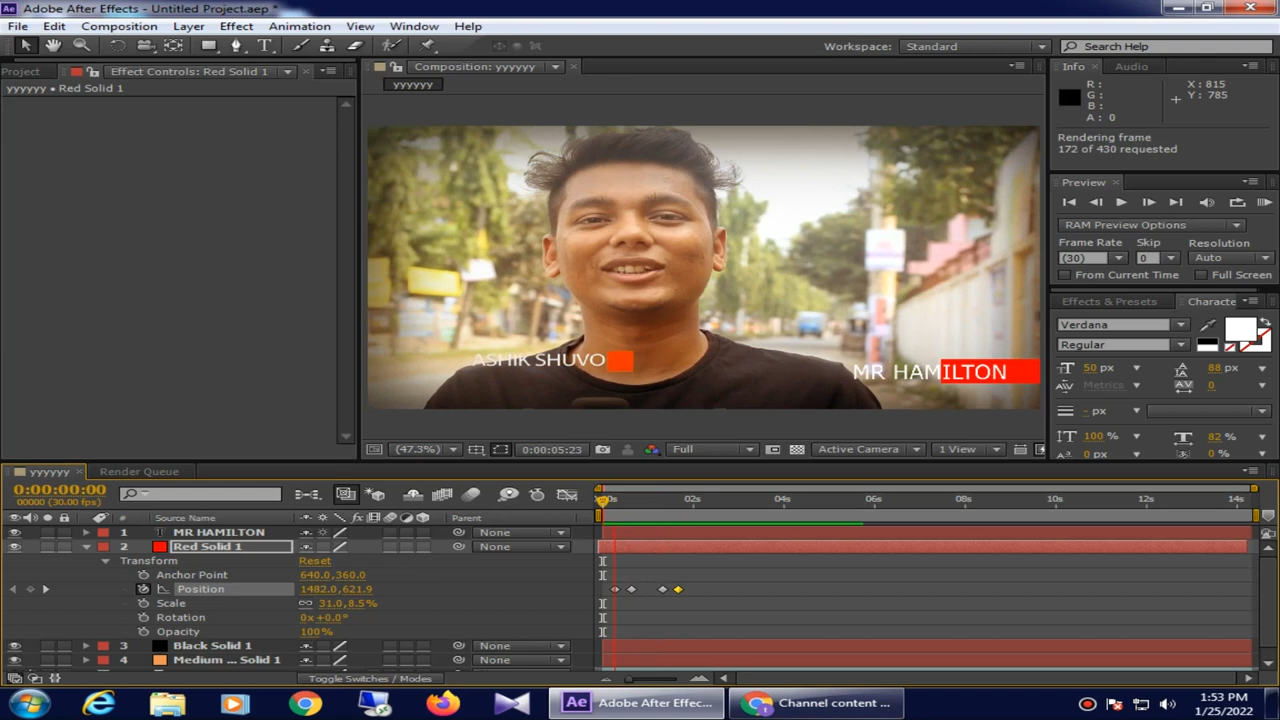 Adobe After Effects - Untitled Project.aep *
File Edit Composition Layer Effect Animation View Window Help
Workspace: Standard Search Help
Project Effect Controls: Red Solid 1
yyyyyy • Red Solid 1
Composition: yyyyyy
yyyyyy
ASHIK SHUVO
MR HAMILTON
(47.3%) 0:00:05:23 Full Active Camera 1 View
Info Audio
R : X : 815
G : Y : 785
B :
A : 0
Rendering frame
172 of 430 requested
Preview
RAM Preview Options
Frame Rate Skip Resolution
(30) 0 Auto
From Current Time Full Screen
Effects & Presets Characte
Verdana
Regular
50 px 88 px
Metrics AV 0
- px
100 % 82 %
0 px 0 %
yyyyyy Render Queue
0:00:00:00
00000 (30.00 fps)
0s 02s 04s 06s 08s 10s 12s 14s
# Source Name fx Parent
1 T MR HAMILTON None
2 Red Solid 1 None
Transform Reset
Anchor Point 640.0,360.0
Position 1482.0,621.9
Scale 31.0,8.5%
Rotation 0x+0.0°
Opacity 100%
3 Black Solid 1 None
4 Medium ... Solid 1 None
Toggle Switches / Modes
Ae Adobe After Effec... Channel content ...
1:53 PM
1/25/2022